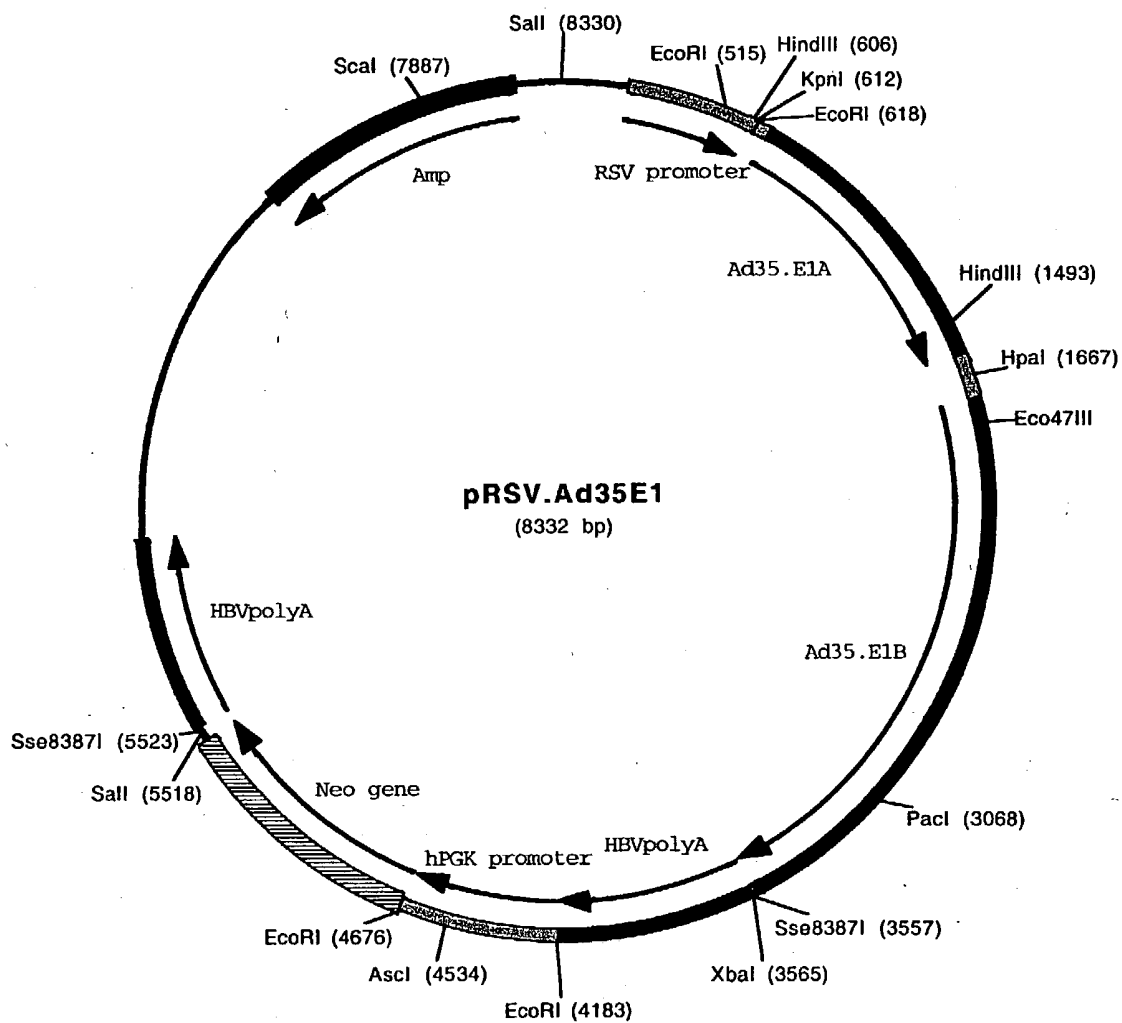 SalI (8330)
EcoRI (515)
HindIII (606)
KpnI (612)
EcoRI (618)
ScaI (7887)
Amp
RSV promoter
Ad35.E1A
HindIII (1493)
HpaI (1667)
Eco47III
pRSV.Ad35E1
(8332 bp)
HBVpolyA
Ad35.E1B
Sse8387I (5523)
SalI (5518)
Neo gene
PacI (3068)
hPGK promoter
HBVpolyA
Sse8387I (3557)
EcoRI (4676)
AscI (4534)
XbaI (3565)
EcoRI (4183)